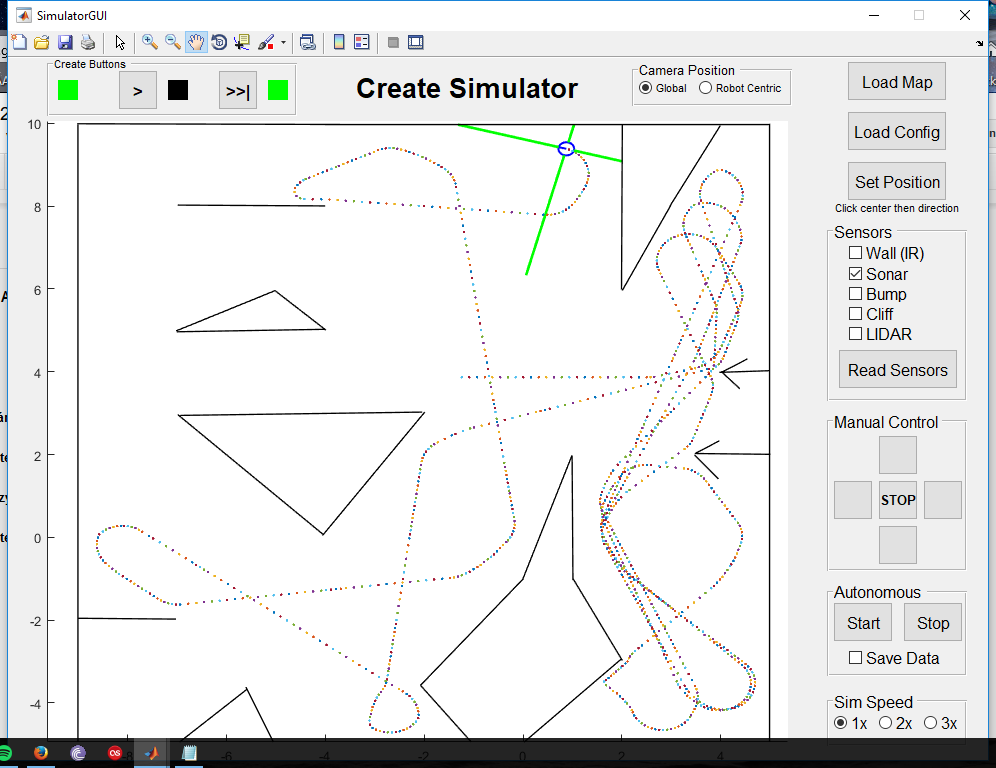 SimulatorGUI
Create Buttons
>
>>|
Create Simulator
Camera Position
Global
Robot Centric
Load Map
Load Config
Set Position
Click center then direction
Sensors
Wall (IR)
Sonar
Bump
Cliff
LIDAR
Read Sensors
Manual Control
STOP
Autonomous
Start
Stop
Save Data
Sim Speed
1x
2x
3x
10
8
6
4
2
0
-2
-4
-8
-6
-4
-2
0
2
4